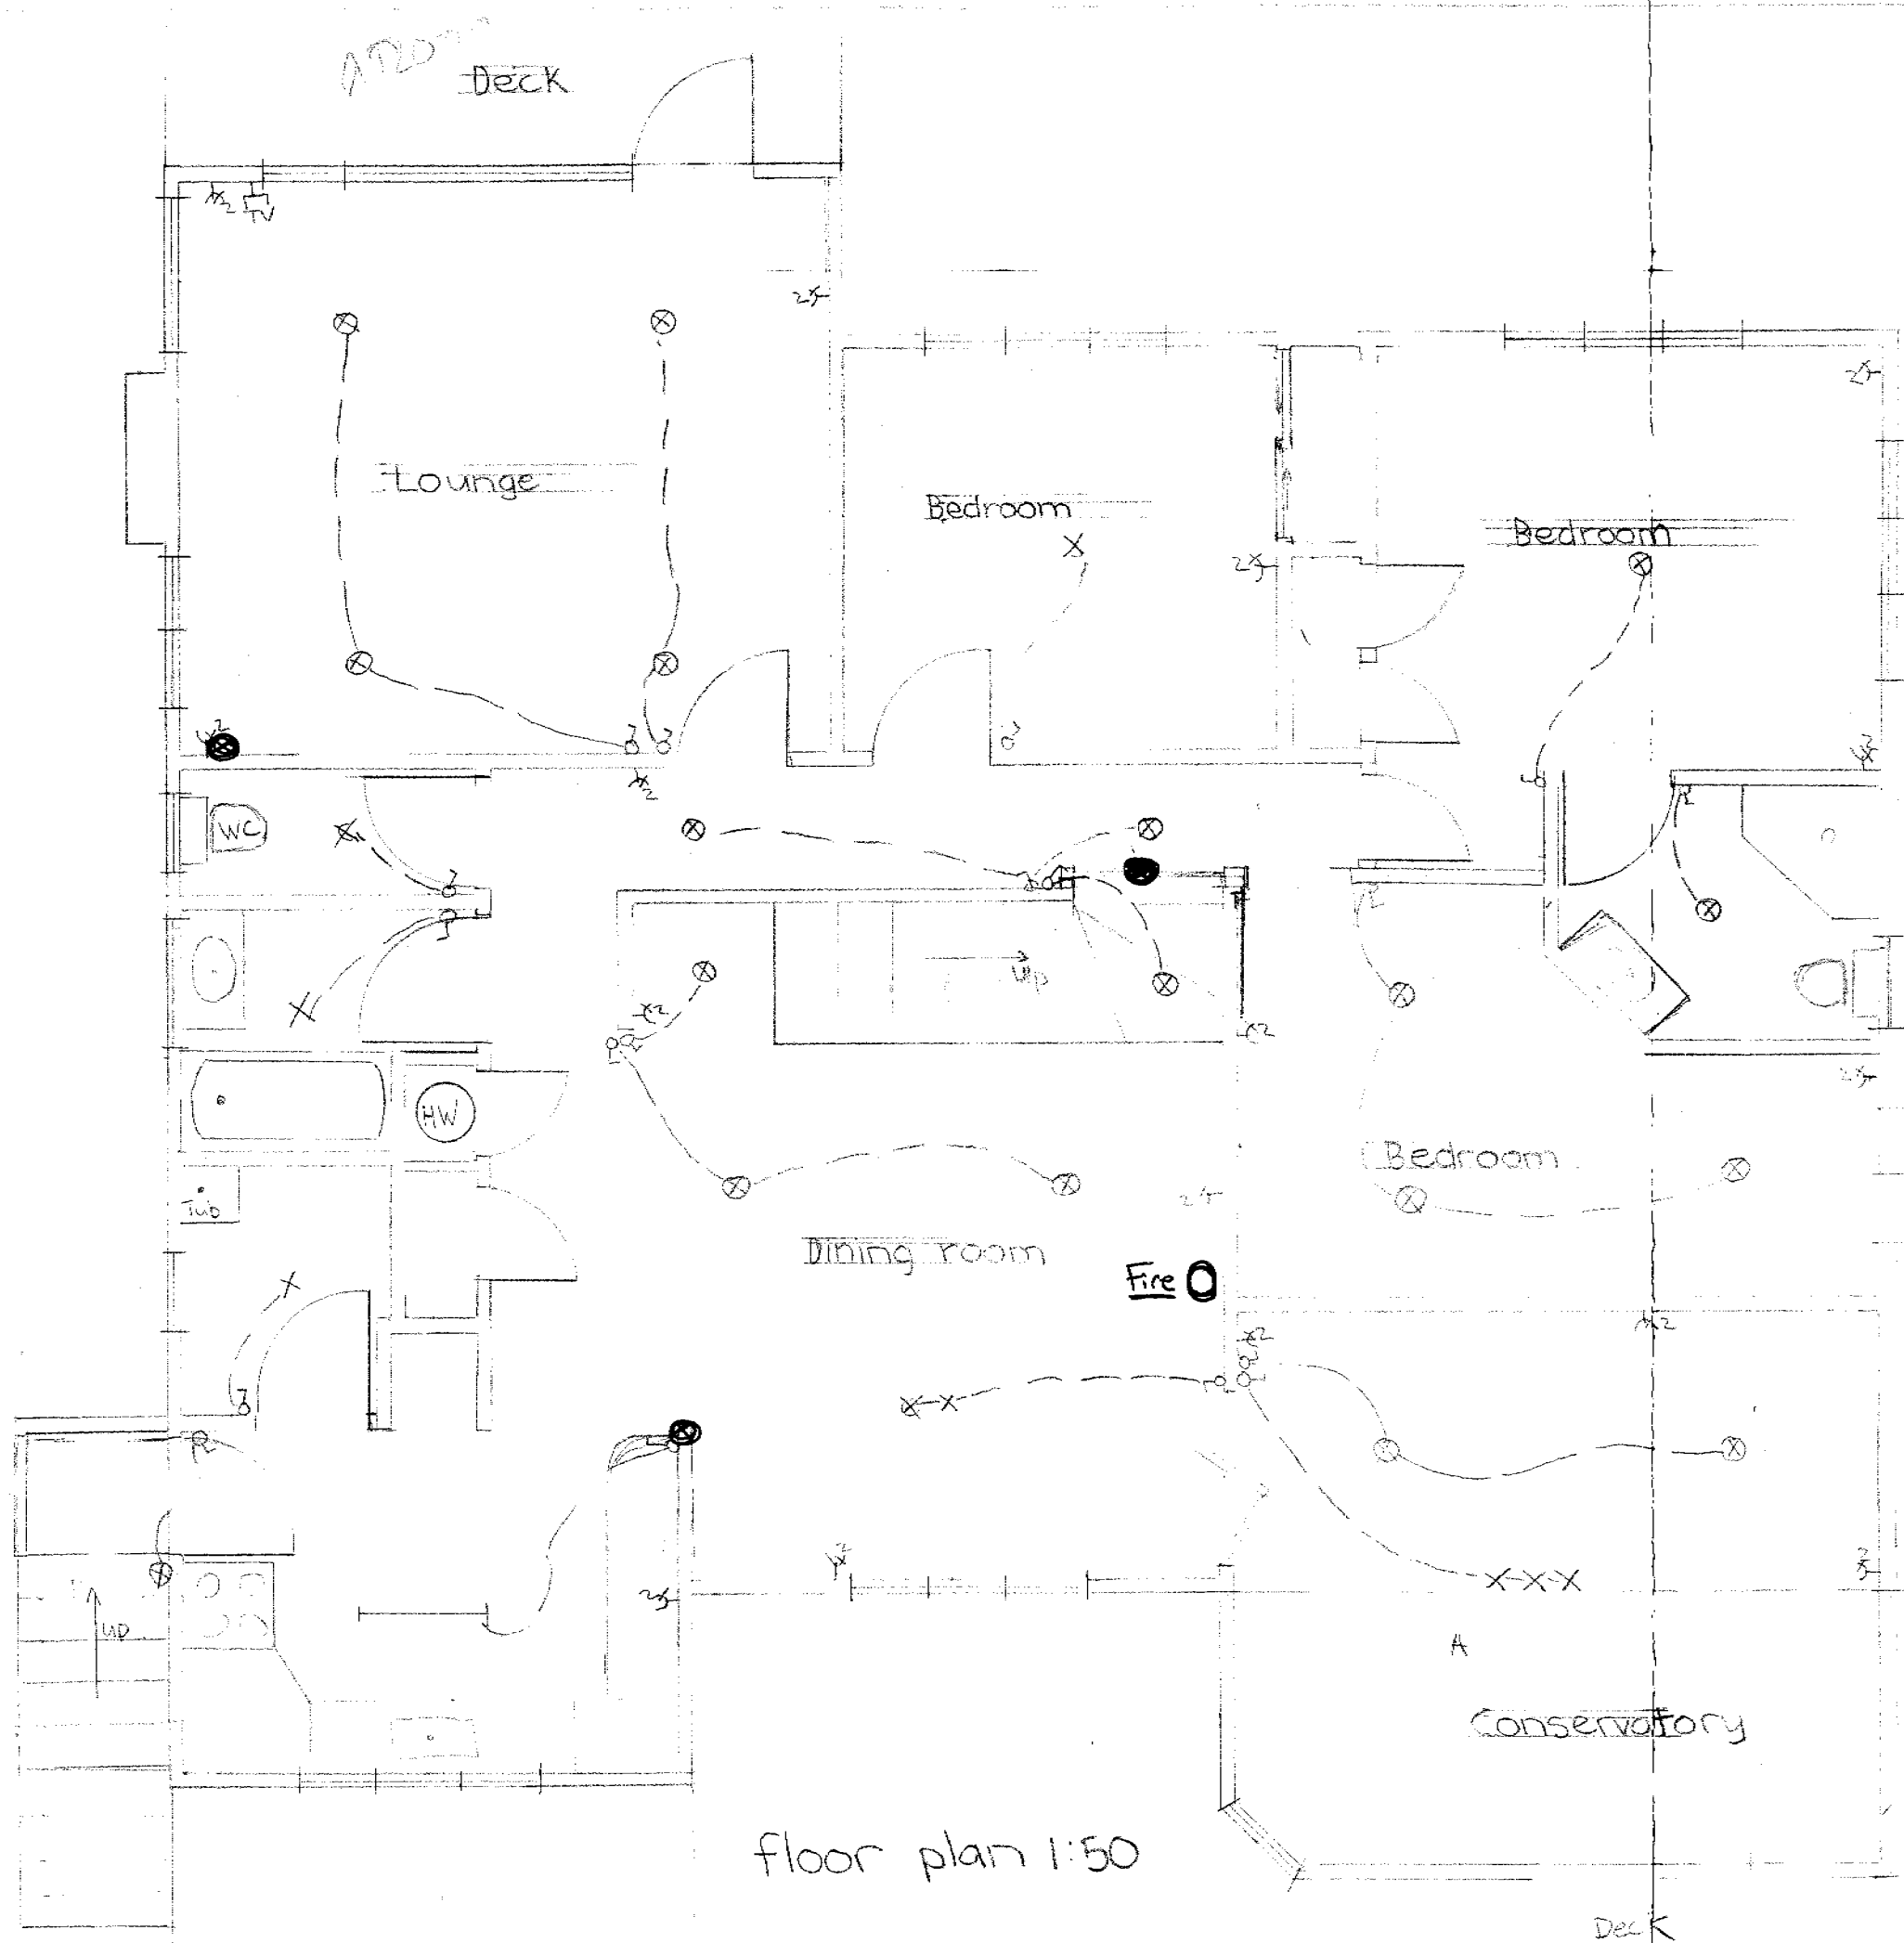 Deck
TV
Lounge
Bedroom
Bedroom
WC
up
HW
Bedroom
Tub
Dining room
Fire
UP
A
Conservatory
floor plan 1:50
Deck